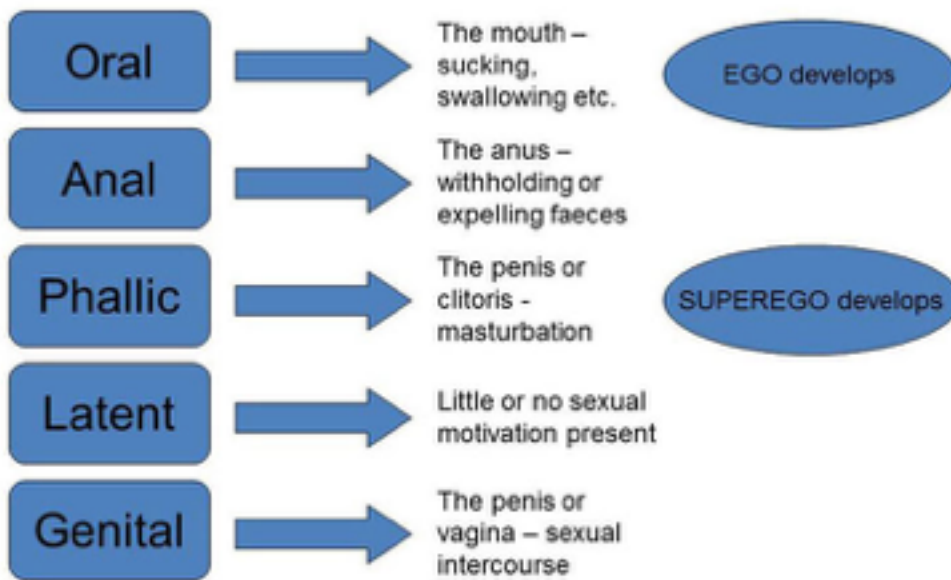 Oral
The mouth –
sucking,
swallowing etc.
EGO develops
Anal
The anus –
withholding or
expelling faeces
Phallic
The penis or
clitoris -
masturbation
SUPEREGO develops
Latent
Little or no sexual
motivation present
Genital
The penis or
vagina – sexual
intercourse